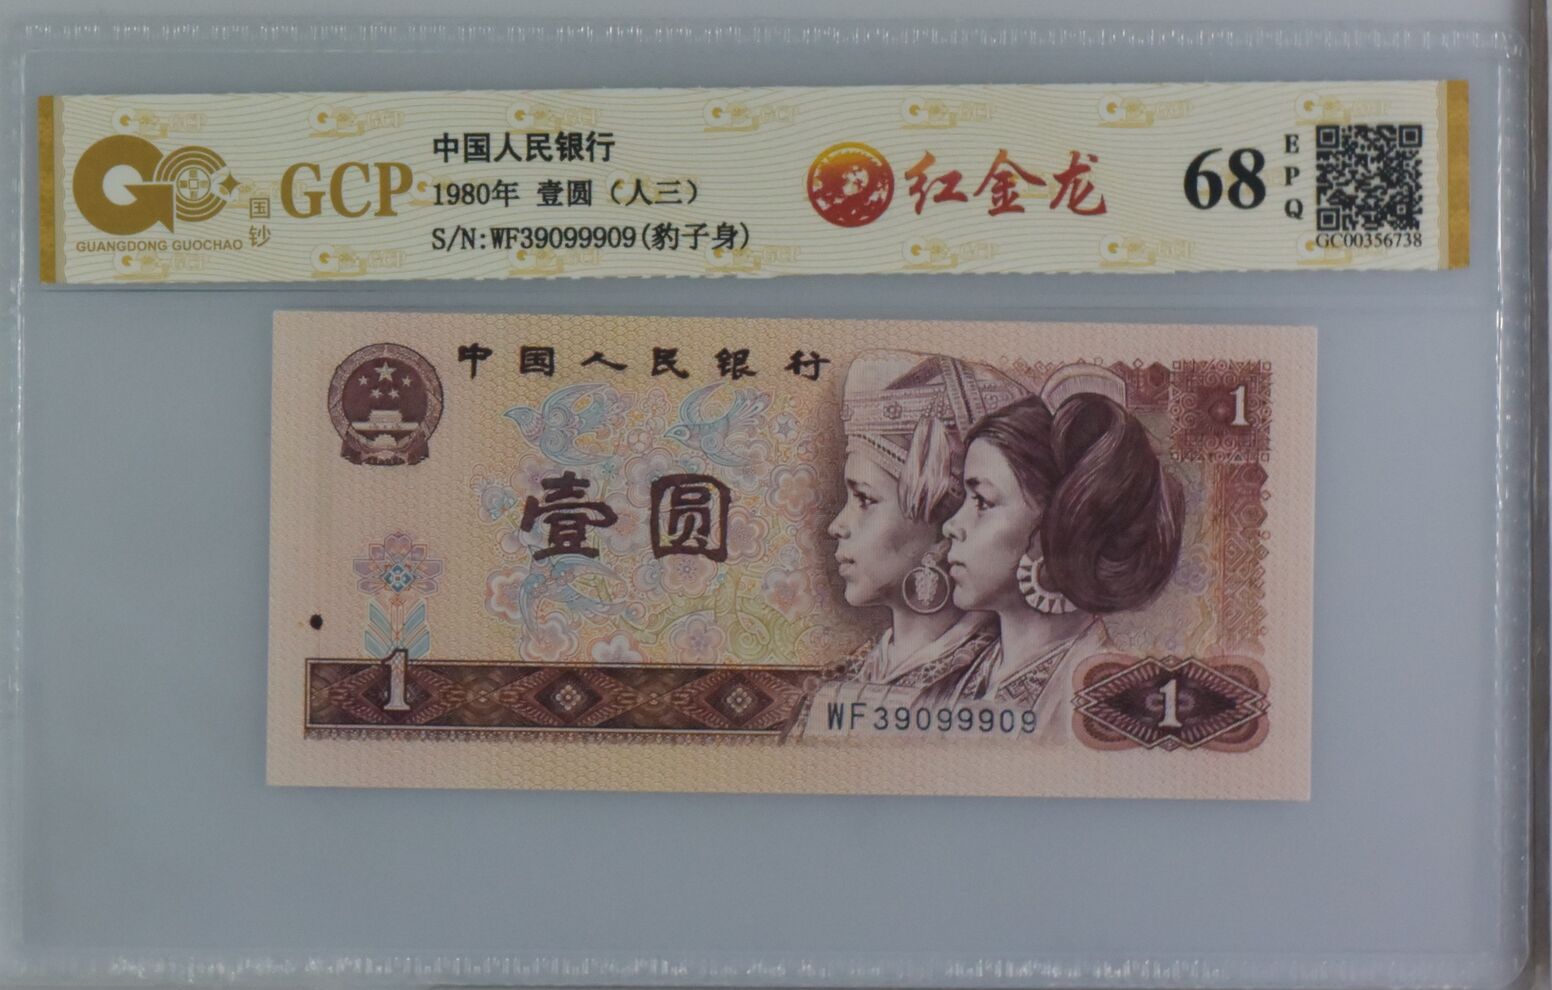 GCP
国钞
GUANGDONG GUOCHAO
中国人民银行
1980年 壹圆（人三）
S/N:WF39099909(豹子身)
红金龙
68
EPQ
GC00356738
中国人民银行
1
壹圆
1
WF39099909
1